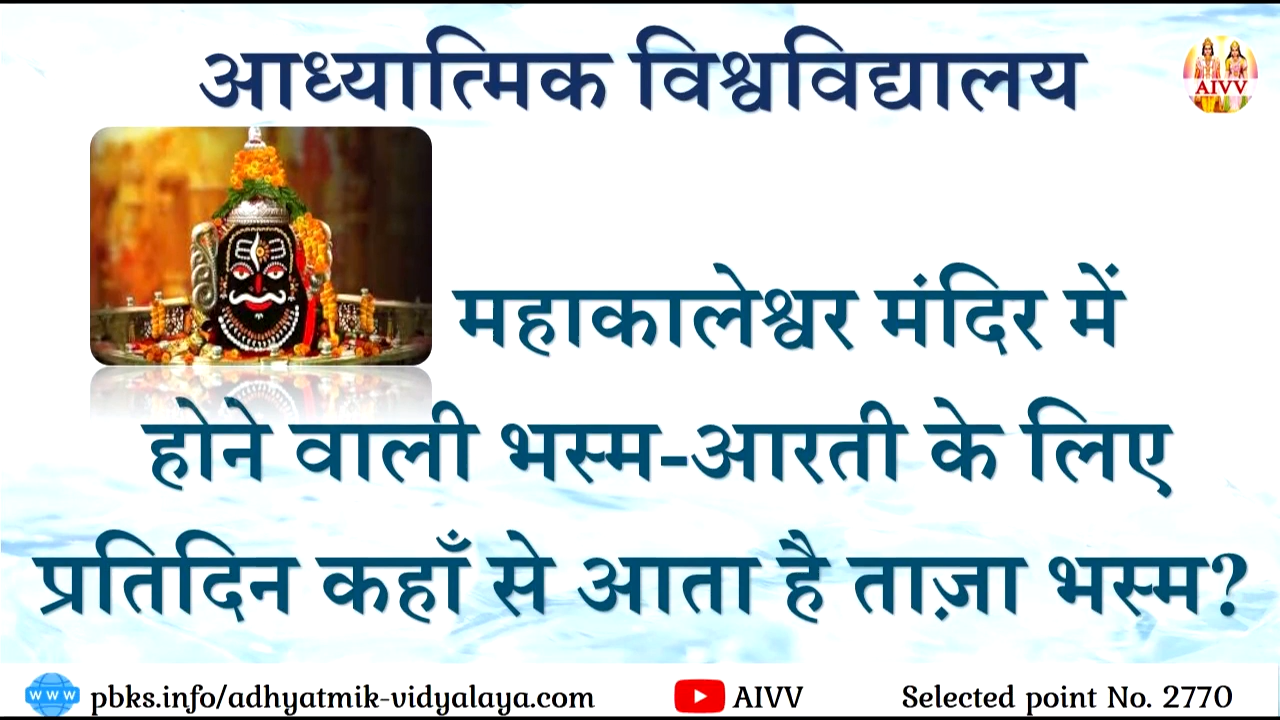 आध्यात्मिक विश्वविद्यालय
AIVV
महाकालेश्वर मंदिर में
होने वाली भस्म-आरती के लिए
प्रतिदिन कहाँ से आता है ताज़ा भस्म?
www pbks.info/adhyatmik-vidyalaya.com AIVV Selected point No. 2770